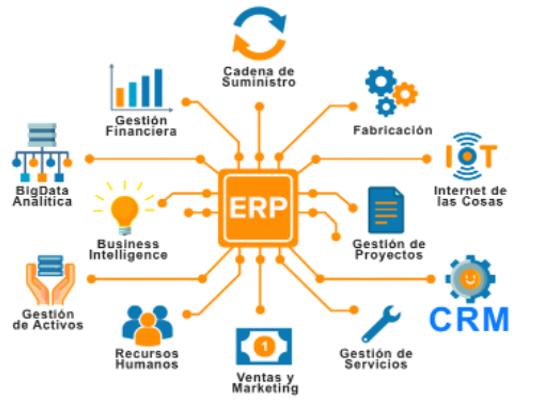 Cadena de
Suministro
Gestión
Financiera
Fabricación
IoT
Internet de
las Cosas
BigData
Analitica
ERP
Business
Intelligence
Gestión de
Proyectos
Gestión
de Activos
CRM
Recursos
Humanos
1
Ventas y
Marketing
Gestión de
Servicios